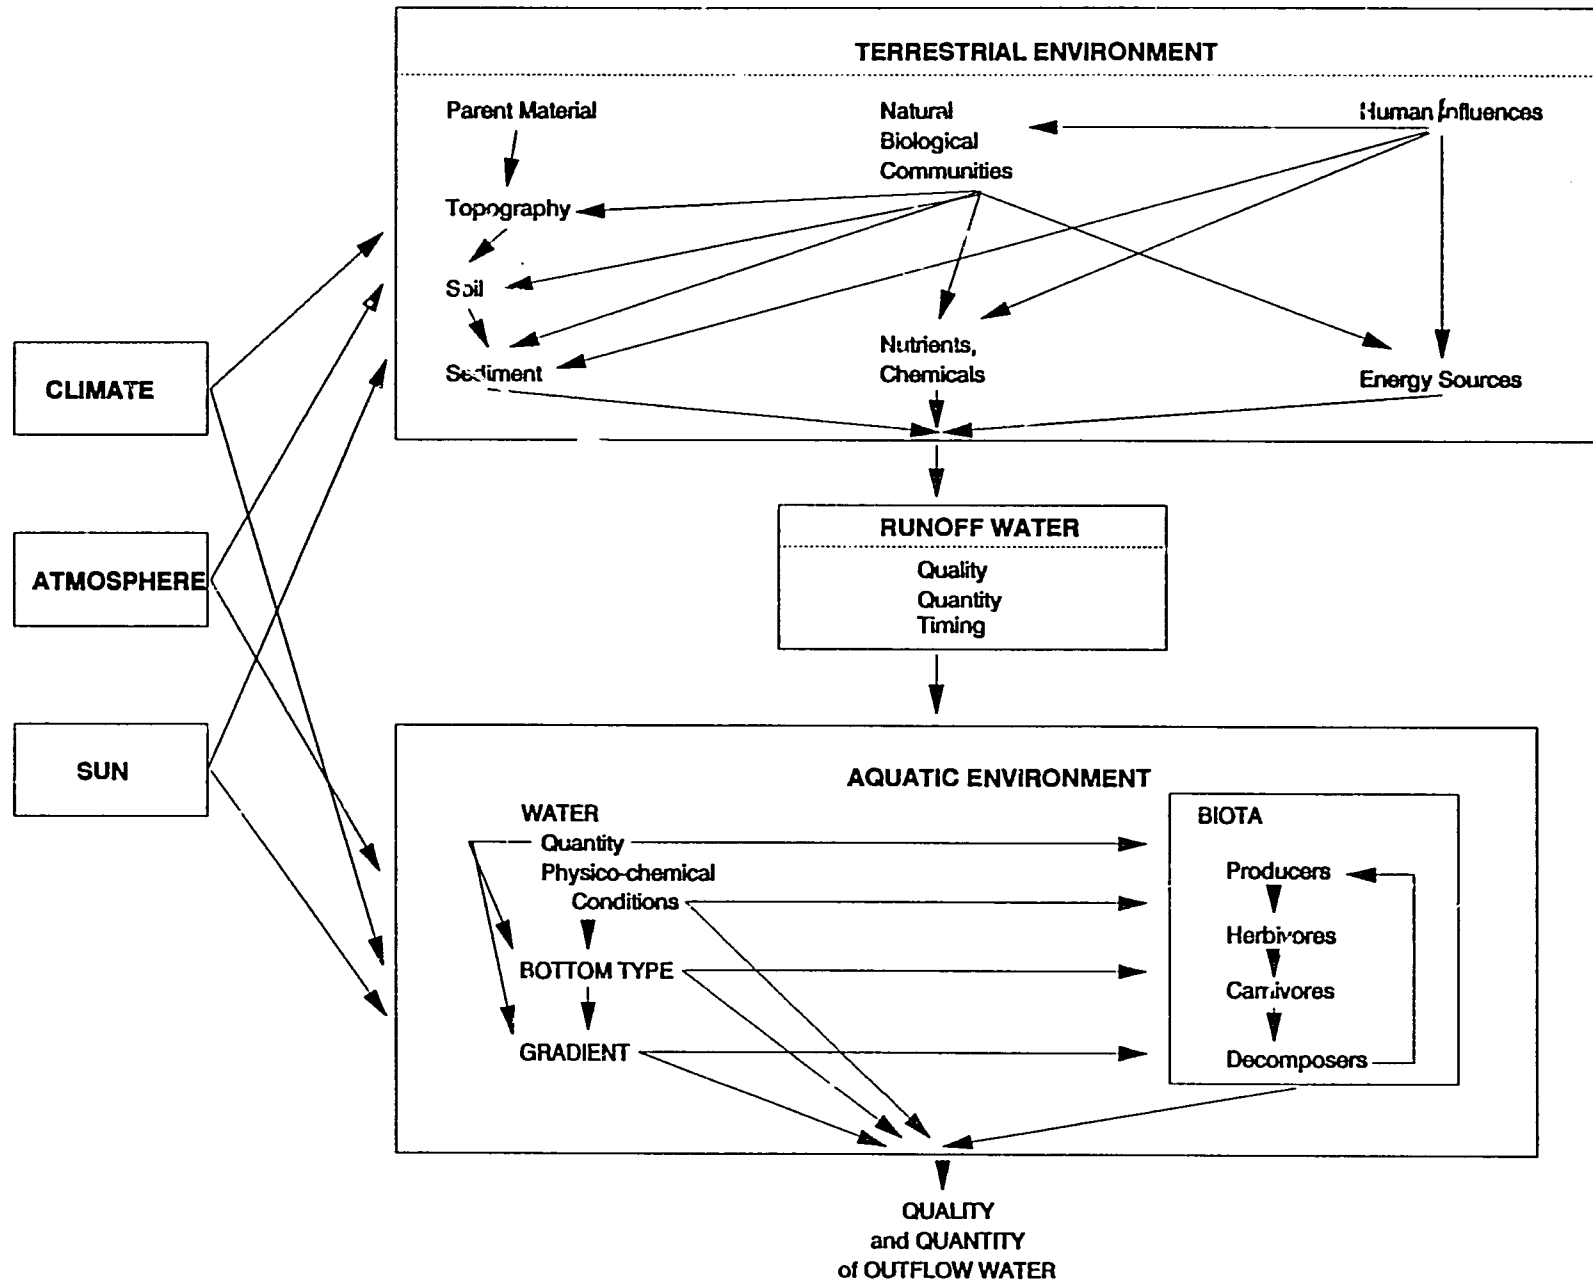 TERRESTRIAL ENVIRONMENT
Parent Material
Natural
Biological
Communities
Human Influences
Topography
Soil
Sediment
Nutrients,
Chemicals
Energy Sources
CLIMATE
ATMOSPHERE
SUN
RUNOFF WATER
Quality
Quantity
Timing
AQUATIC ENVIRONMENT
WATER
Quantity
Physico-chemical
Conditions
BOTTOM TYPE
GRADIENT
BIOTA
Producers
Herbivores
Carnivores
Decomposers
QUALITY
and QUANTITY
of OUTFLOW WATER